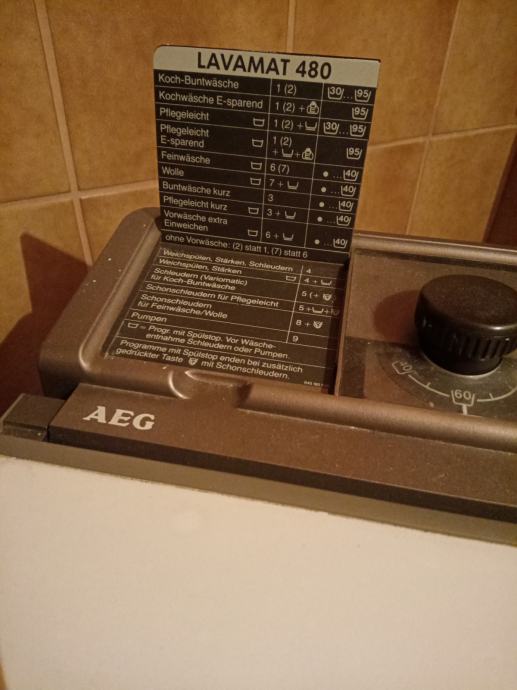 LAVAMAT 480
Koch-Buntwäsche 1 (2) 30/...95/
Kochwäsche E-sparend 1 (2) + E 95/
Pflegeleicht 1 (2) + 30/...95/
Pflegeleicht
E-sparend 1 (2)
+ + E 95/
Feinwäsche 6 (7) • ...40/
Wolle 7 + • ...40/
Buntwäsche kurz 3 • ...40/
Pflegeleicht kurz 3 + • ...40/
Vorwäsche extra
Einweichen 6 + • ...40/
ohne Vorwäsche: (2) statt 1, (7) statt 6
Weichspülen, Stärken, Schleudern 4
Weichspülen, Stärken 4 +
Schleudern (Variomatic)
für Koch-Buntwäsche 5 (+
Schonschleudern für Pflegeleicht 5 + +
Schonschleudern
für Feinwäsche/Wolle 8 +
Pumpen 9
= Progr. mit Spülstop. Vor Wäsche-
entnahme Schleudern oder Pumpen.
Programme mit Spülstop enden bei zusätzlich
gedrückter Taste mit Schonschleudern.
60
AEG